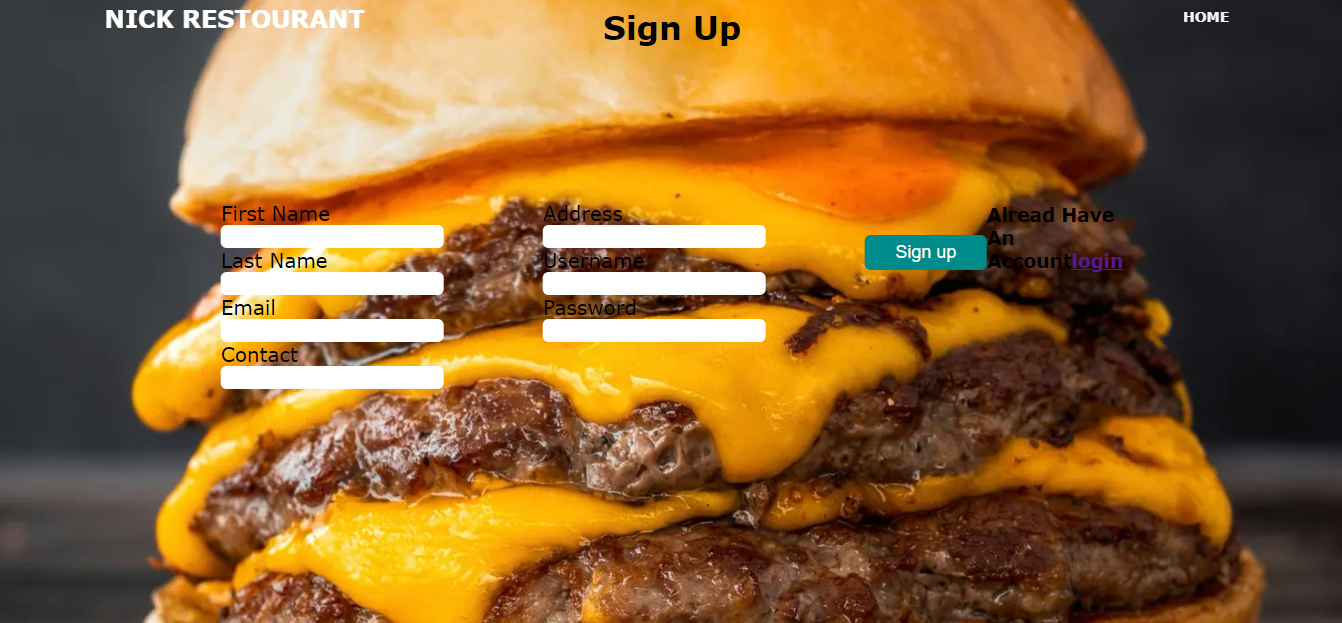 NICK RESTOURANT
Sign Up
HOME
First Name
Last Name
Email
Contact
Address
Username
Password
Sign up
Alread Have
An
Accountlogin